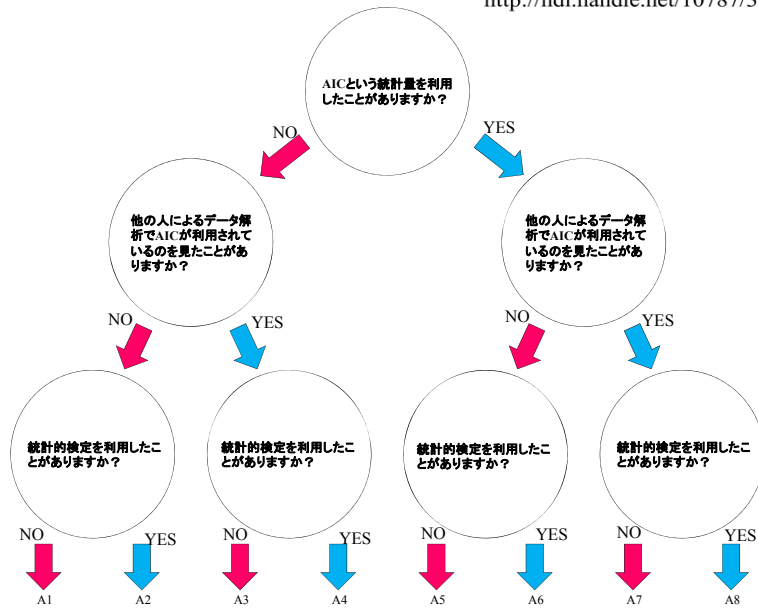 http://hdl.handle.net/10787/3
AICという統計量を利用
したことがありますか？
NO
YES
他の人によるデータ解
析でAICが利用されて
いるのを見たことがあ
りますか？
他の人によるデータ解
析でAICが利用されて
いるのを見たことがあ
りますか？
NO
YES
NO
YES
統計的検定を利用したこ
とがありますか？
統計的検定を利用したこ
とがありますか？
統計的検定を利用したこ
とがありますか？
統計的検定を利用したこ
とがありますか？
NO
YES
NO
YES
NO
YES
NO
YES
A1
A2
A3
A4
A5
A6
A7
A8